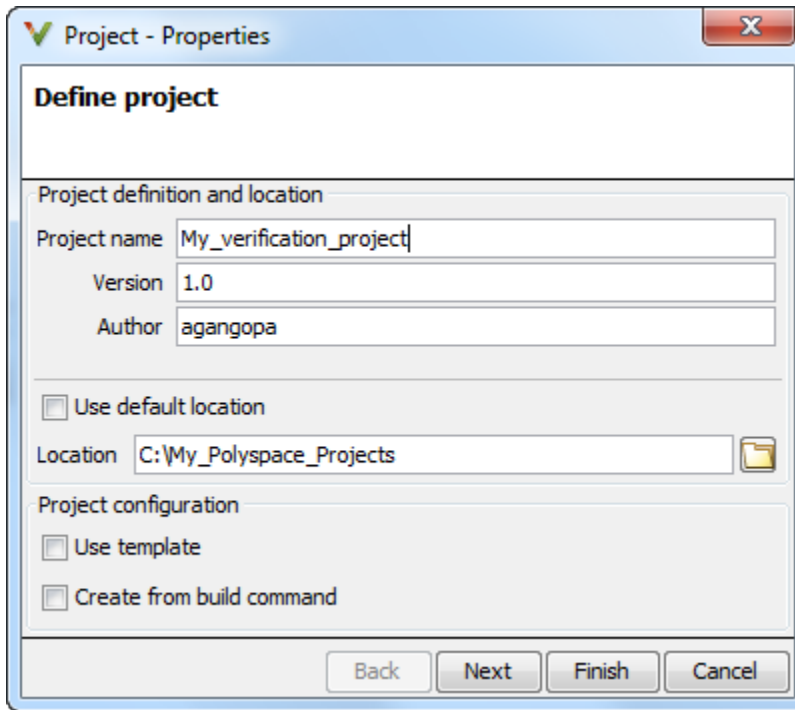 Project - Properties
Define project
Project definition and location
Project name My_verification_project
Version 1.0
Author agangopa
Use default location
Location C:\My_Polyspace_Projects
Project configuration
Use template
Create from build command
Back Next Finish Cancel